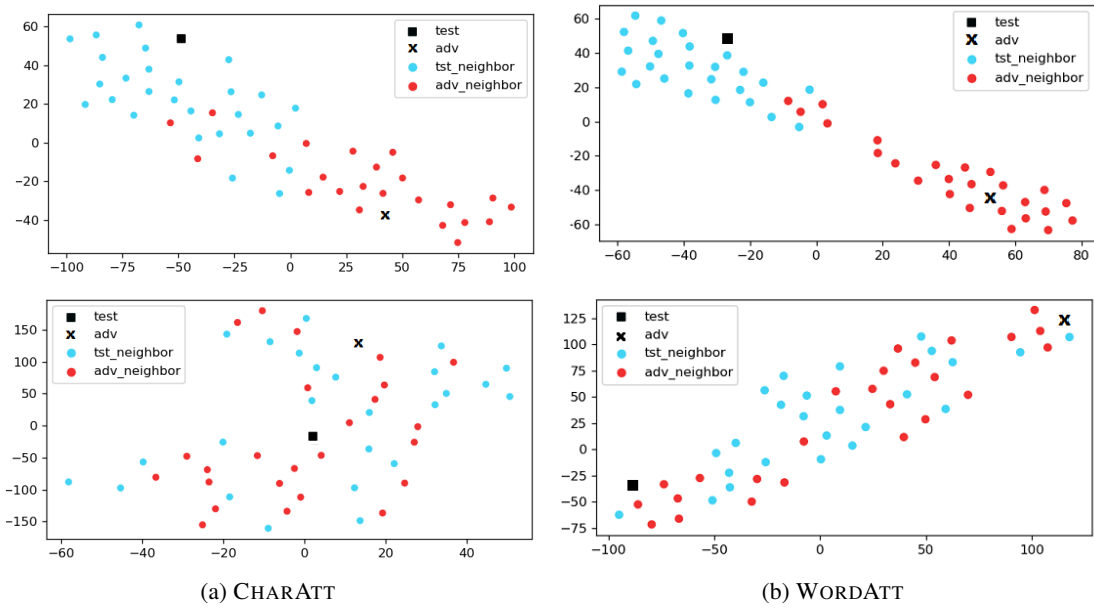 60
40
20
0
−20
−40
−100 −75 −50 −25 0 25 50 75 100
test
adv
tst_neighbor
adv_neighbor
60
40
20
0
−20
−40
−60
−60 −40 −20 0 20 40 60 80
test
adv
tst_neighbor
adv_neighbor
150
100
50
0
−50
−100
−150
−60 −40 −20 0 20 40
test
adv
tst_neighbor
adv_neighbor
125
100
75
50
25
0
−25
−50
−75
−100 −50 0 50 100
test
adv
tst_neighbor
adv_neighbor
(a) CHARATT
(b) WORDATT